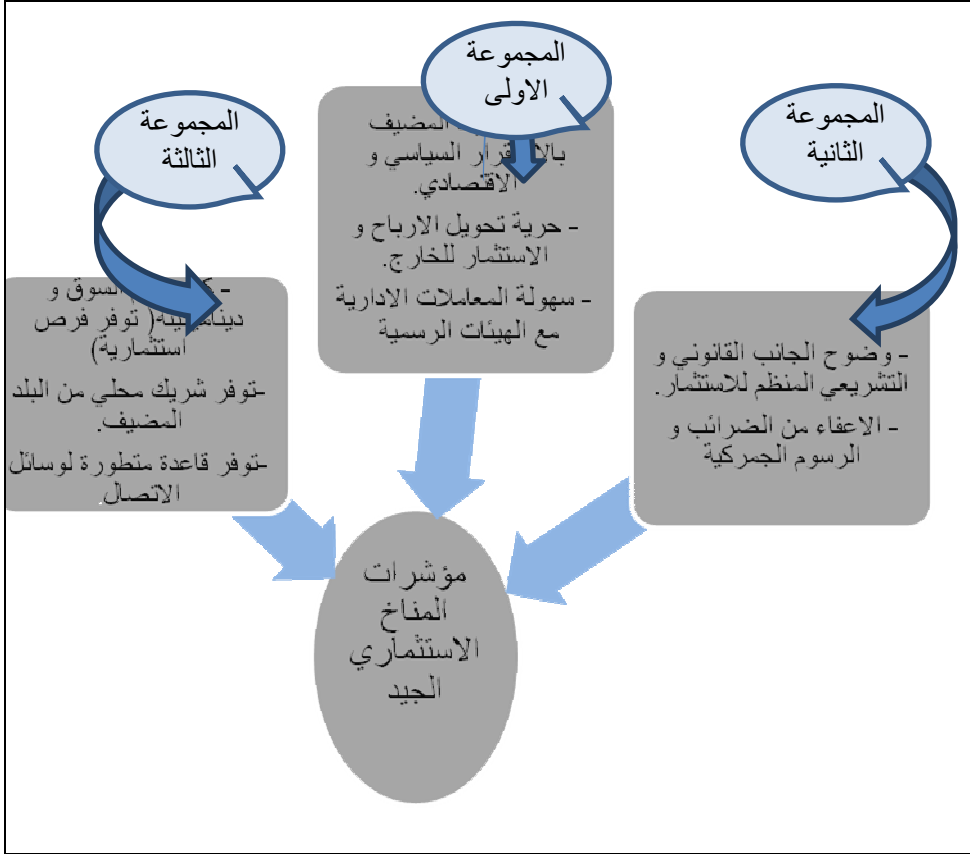 المجموعة
الاولى
المضيف
السياسي و
الاقتصادي.
- حرية تحويل الارباح و
الاستثمار للخارج.
- سهولة المعاملات الادارية
مع الهيئات الرسمية
المجموعة
الثانية
- وضوح الجانب القانوني و
التشريعي المنظم للاستثمار.
- الاعفاء من الضرائب و
الرسوم الجمركية
المجموعة
الثالثة
السوق و
( توفر فرص
استثمارية)
-توفر شريك محلي من البلد
المضيف.
-توفر قاعدة متطورة لوسائل
الاتصال.
مؤشرات
المناخ
الاستثماري
الجيد